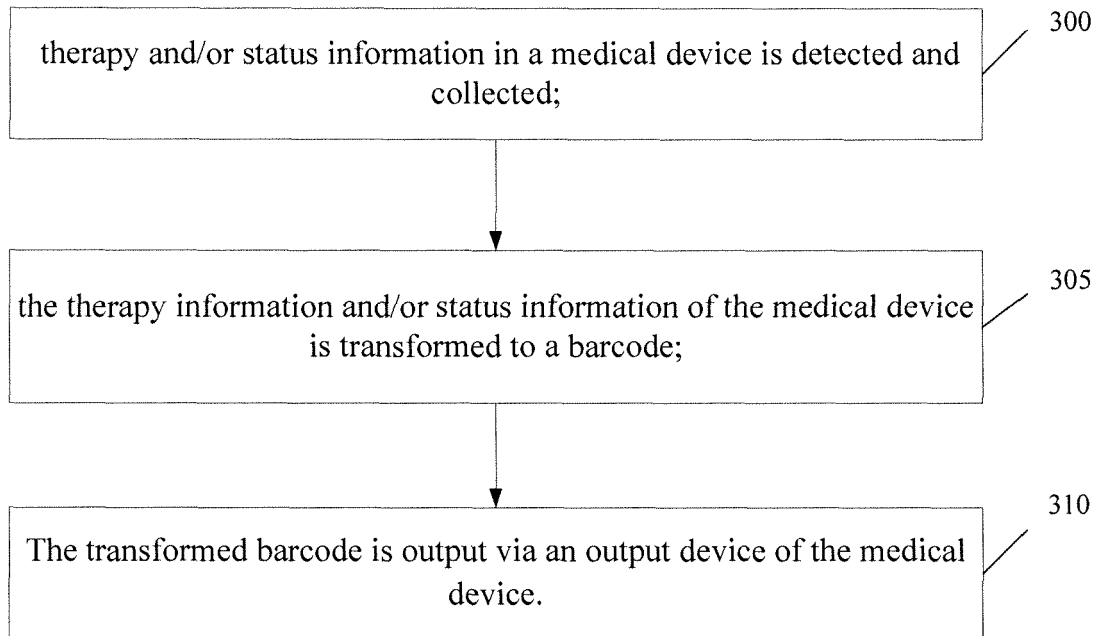 300
therapy and/or status information in a medical device is detected and
collected;
305
the therapy information and/or status information of the medical device
is transformed to a barcode;
310
The transformed barcode is output via an output device of the medical
device.